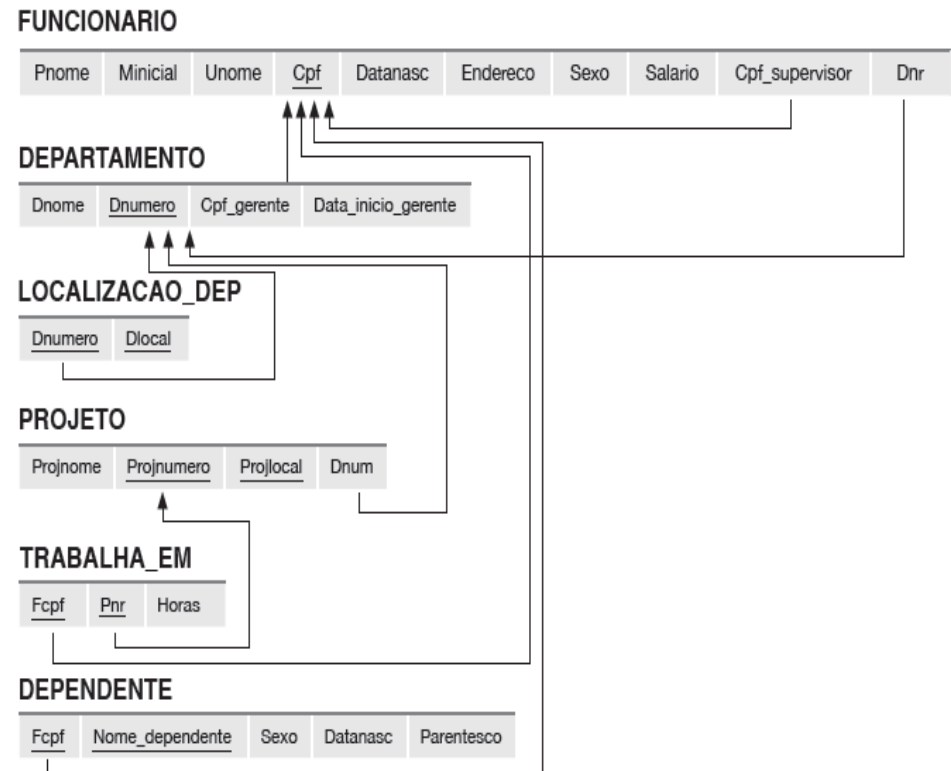 FUNCIONARIO
Pnome Minicial Unome Cpf Datanasc Endereco Sexo Salario Cpf_supervisor Dnr
DEPARTAMENTO
Dnome Dnumero Cpf_gerente Data_inicio_gerente
LOCALIZACAO_DEP
Dnumero Dlocal
PROJETO
Projnome Projnumero Projlocal Dnum
TRABALHA_EM
Fcpf Pnr Horas
DEPENDENTE
Fcpf Nome_dependente Sexo Datanasc Parentesco